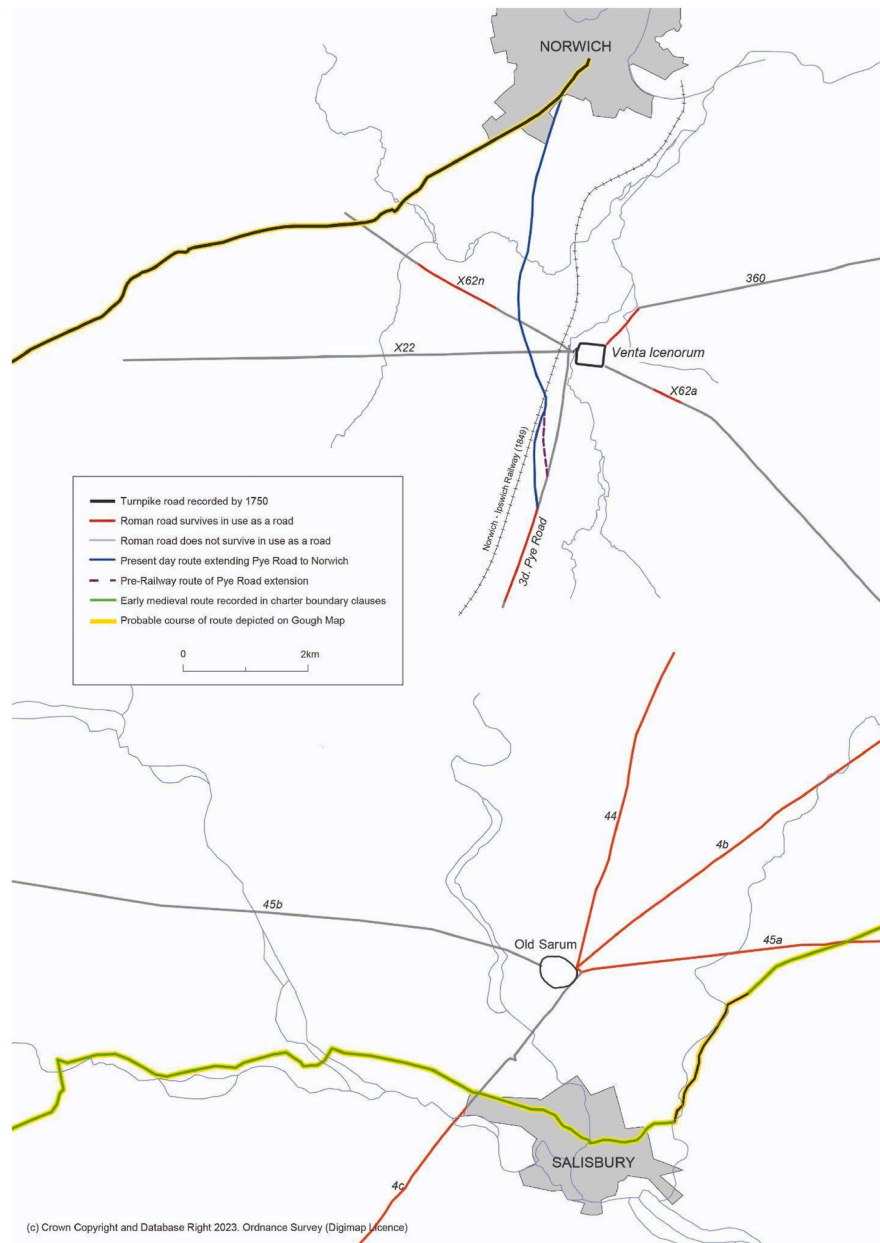 NORWICH
360
X62n
X22
Venta Icenorum
X62a
Norwich - Ipswich Railway (1849)
3d. Pye Road
Turnpike road recorded by 1750
Roman road survives in use as a road
Roman road does not survive in use as a road
Present day route extending Pye Road to Norwich
Pre-Railway route of Pye Road extension
Early medieval route recorded in charter boundary clauses
Probable course of route depicted on Gough Map
0 2km
44
4b
45b
Old Sarum
45a
SALISBURY
4c
(c) Crown Copyright and Database Right 2023. Ordnance Survey (Digimap Licence)